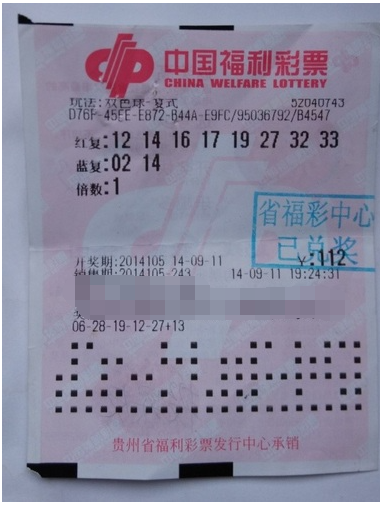 中国福利彩票
CHINA WELFARE LOTTERY
玩法:双色球-复式 52040743
D76F-45EE-E872-B44A-E9FC/95036792/B4547
红复:12 14 16 17 19 27 32 33
蓝复:02 14
倍数:1
省福彩中心
已兑奖
开奖期:2014105 14-09-11 ￥:112
销售期:2014105-243 14-09-11 19:24:31
06-28-19-12-27+13
贵州省福利彩票发行中心承销